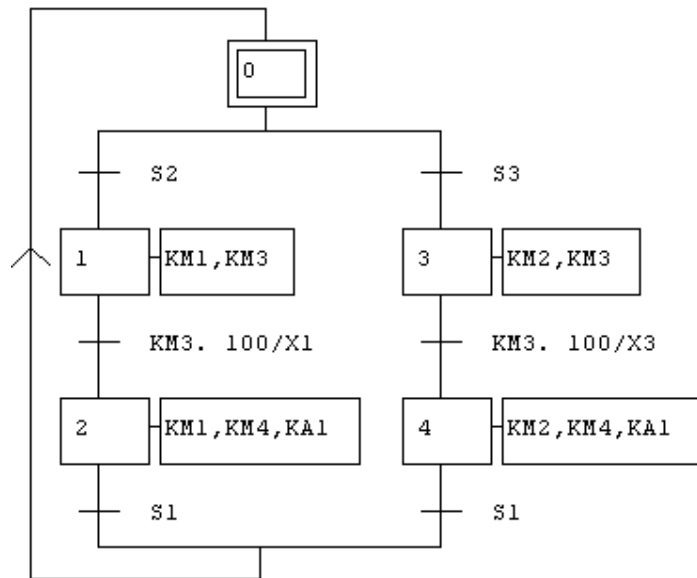 0
S2 S3
1 KM1,KM3 3 KM2,KM3
KM3. 100/X1 KM3. 100/X3
2 KM1,KM4,KA1 4 KM2,KM4,KA1
S1 S1